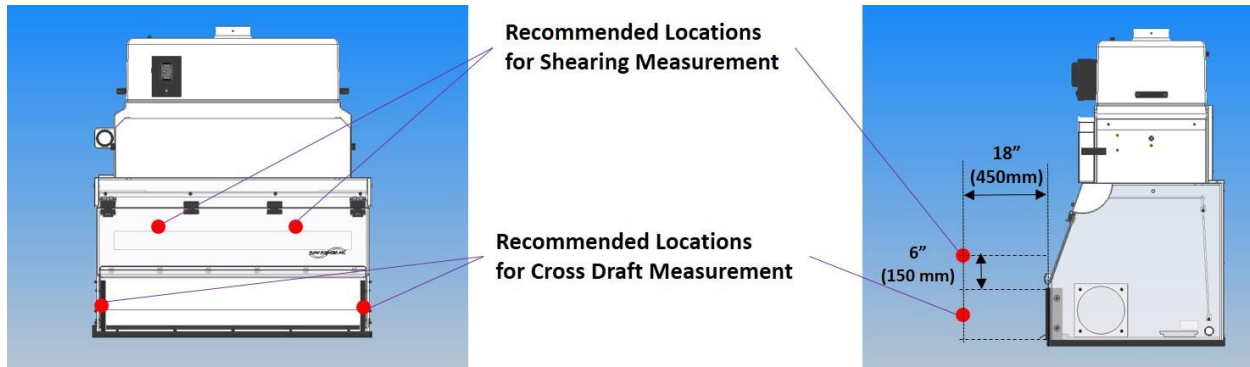 Recommended Locations
for Shearing Measurement
18”
(450mm)
Recommended Locations
for Cross Draft Measurement
6”
(150 mm)